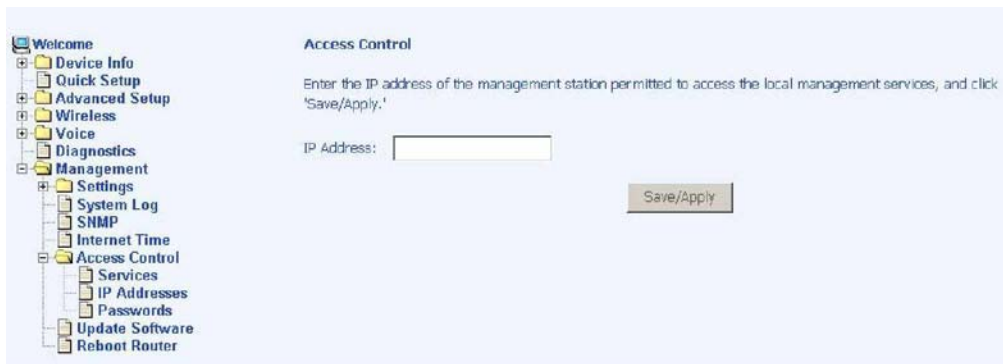 Welcome
Device Info
Quick Setup
Advanced Setup
Wireless
Voice
Diagnostics
Management
Settings
System Log
SNMP
Internet Time
Access Control
Services
IP Addresses
Passwords
Update Software
Reboot Router
Access Control
Enter the IP address of the management station permitted to access the local management services, and click
'Save/Apply.'
IP Address:
Save/Apply